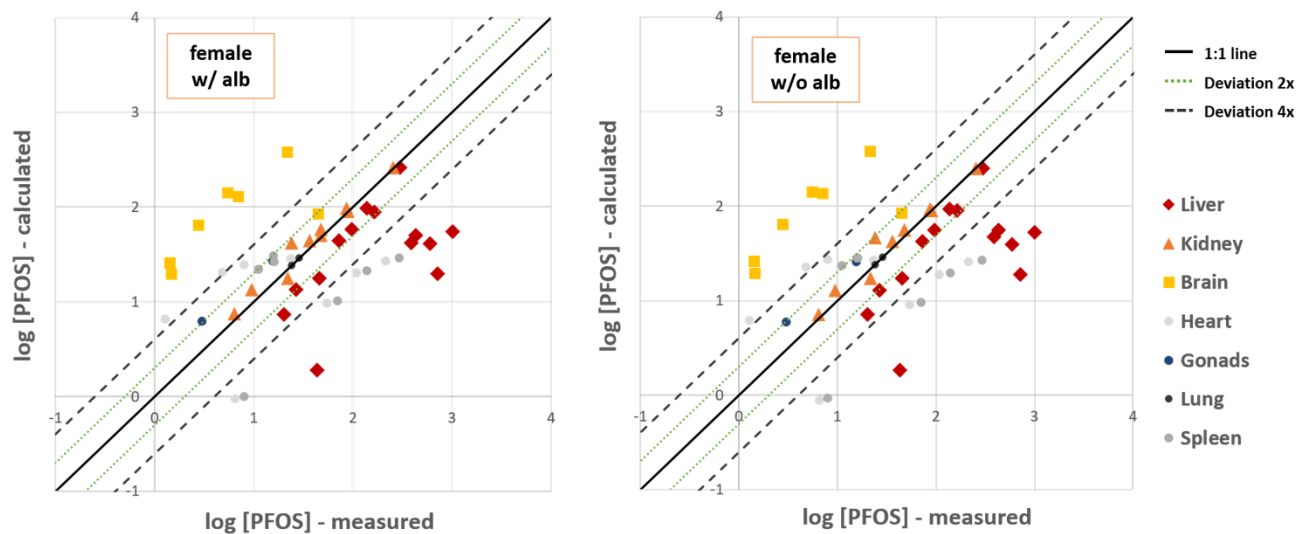 female
w/ alb
log [PFOS] - calculated
4
3
2
1
0
-1
-1
0
1
2
3
4
log [PFOS] - measured
female
w/o alb
log [PFOS] - calculated
4
3
2
1
0
-1
-1
0
1
2
3
4
log [PFOS] - measured
1:1 line
Deviation 2x
Deviation 4x
Liver
Kidney
Brain
Heart
Gonads
Lung
Spleen